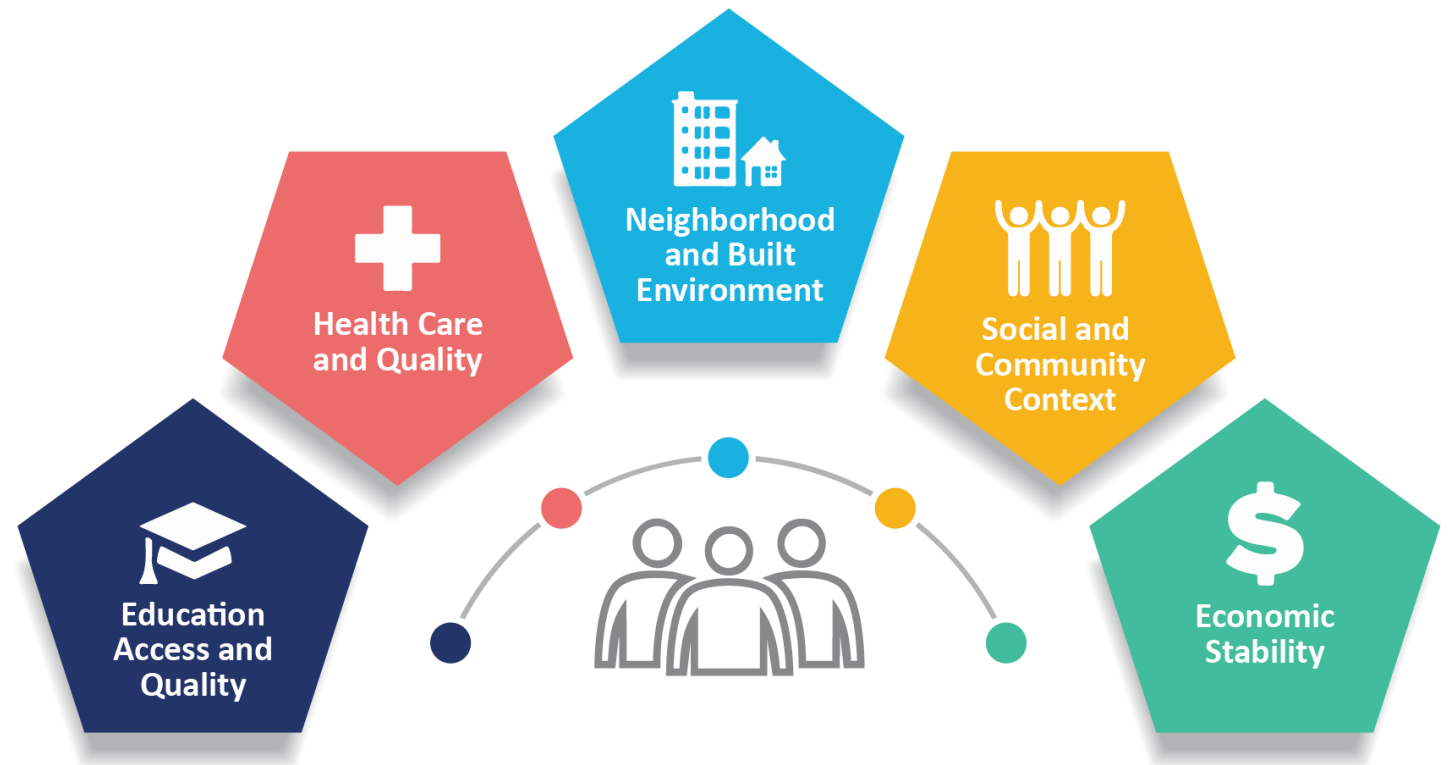 Education
Access and
Quality
Health Care
and Quality
Neighborhood
and Built
Environment
Social and
Community
Context
Economic
Stability